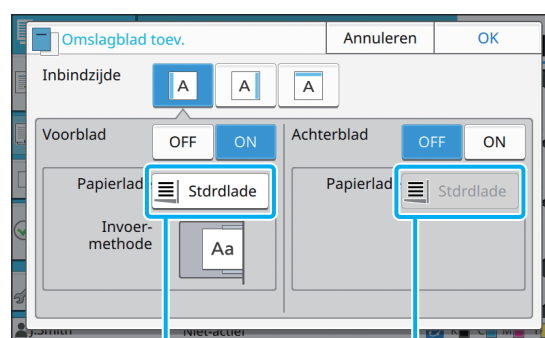 Omslagblad toev. Annuleren OK
Inbindzijde A A A
Voorblad OFF ON Achterblad OFF ON
Papierlade Stdrdlade Papierlad Stdrdlade
Invoer-
methode Aa
J.Smith Niet-actief K C M